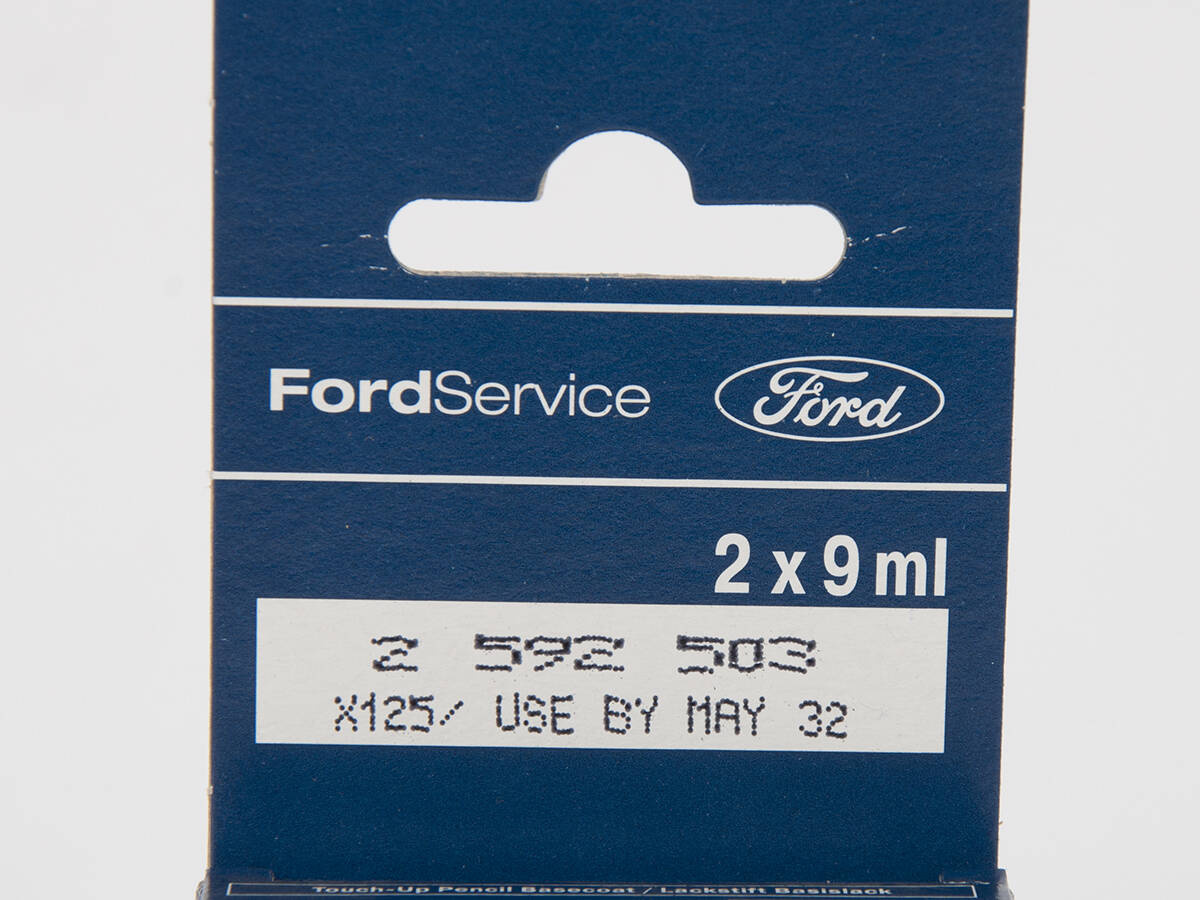 FordService Ford
2 x 9 ml
2 592 503
X125/ USE BY MAY 32
Touch-Up Pencil Basecoat / Lackstift Basislack